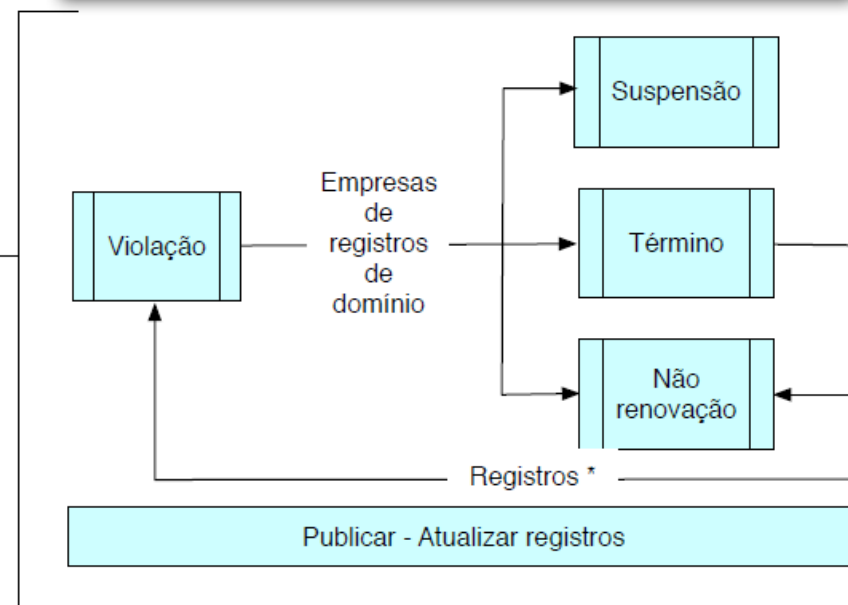 Suspensão
Empresas
de
registros
de
domínio
Violação
Término
Não
renovação
Registros *
Publicar - Atualizar registros